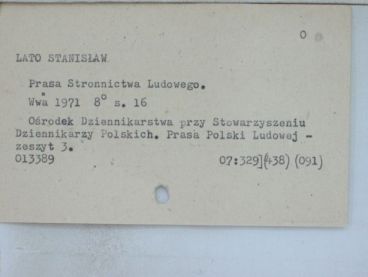 O
LATO STANISŁAW
Prasa Stronnictwa Ludowego.
Wwa 1971 8° s. 16
Ośrodek Dziennikarstwa przy Stowarzyszeniu
Dziennikarzy Polskich. Prasa Polski Ludowej -
zeszyt 3.
013389 07:329](438) (091)